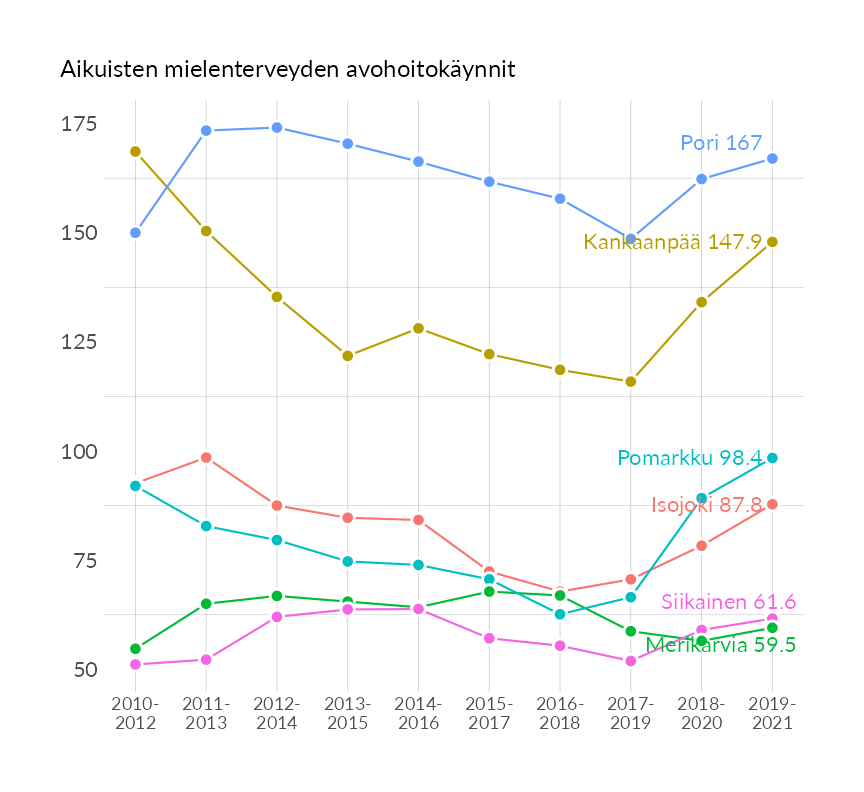 Aikuisten mielenterveyden avohoitokäynnit
175
150
125
100
75
50
Pori 167
Kankaanpää 147.9
Pomarkku 98.4
Isojoki 87.8
Siikainen 61.6
Merikarvia 59.5
2010- 2011- 2012- 2013- 2014- 2015- 2016- 2017- 2018- 2019-
2012 2013 2014 2015 2016 2017 2018 2019 2020 2021